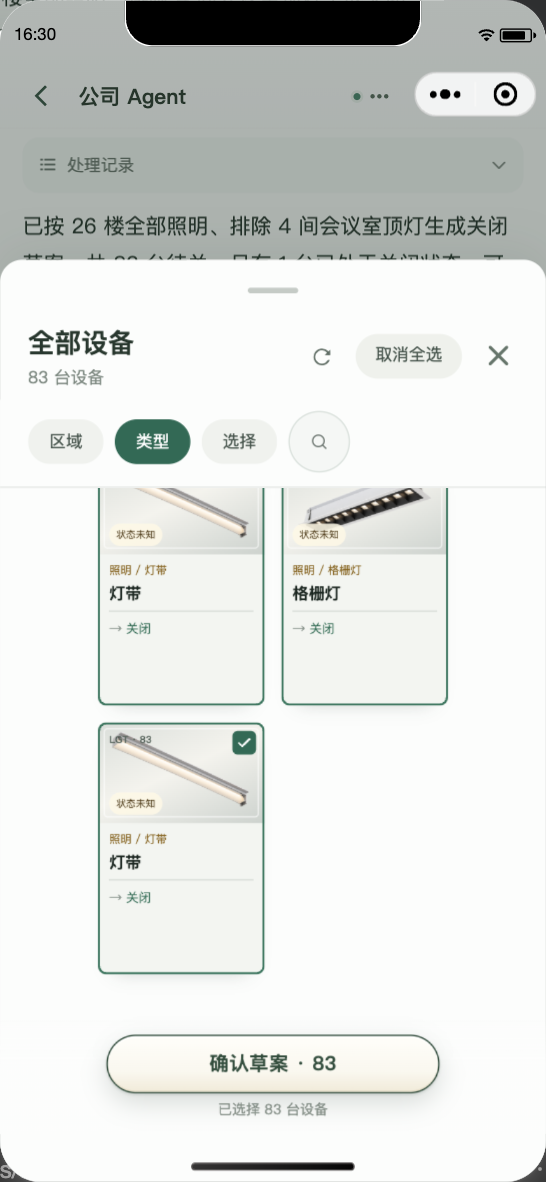 16:30
公司 Agent
处理记录
已按 26 楼全部照明、排除 4 间会议室顶灯生成关闭
全部设备
83 台设备
取消全选
区域
类型
选择
状态未知
状态未知
照明 / 灯带
照明 / 格栅灯
灯带
格栅灯
→ 关闭
→ 关闭
LOT · 83
状态未知
照明 / 灯带
灯带
→ 关闭
确认草案 · 83
已选择 83 台设备